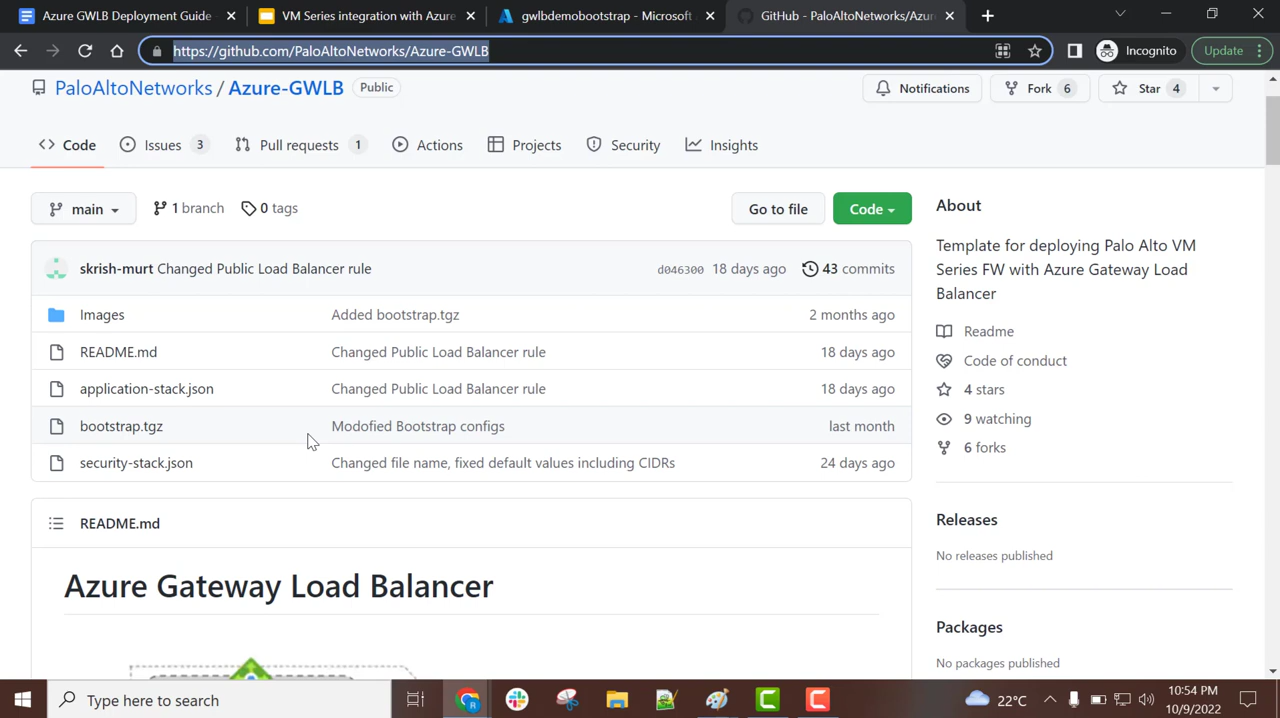 Azure GWLB Deployment Guide
VM Series integration with Azure
gwlbdemobootstrap - Microsoft
GitHub - PaloAltoNetworks/Azur
https://github.com/PaloAltoNetworks/Azure-GWLB
Incognito
Update
PaloAltoNetworks / Azure-GWLB
Public
Notifications
Fork 6
Star 4
Code
Issues 3
Pull requests 1
Actions
Projects
Security
Insights
main
1 branch
0 tags
Go to file
Code
About
Template for deploying Palo Alto VM
Series FW with Azure Gateway Load
Balancer
skrish-murt Changed Public Load Balancer rule
d046300 18 days ago
43 commits
Images Added bootstrap.tgz 2 months ago
README.md Changed Public Load Balancer rule 18 days ago
application-stack.json Changed Public Load Balancer rule 18 days ago
bootstrap.tgz Modofied Bootstrap configs last month
security-stack.json Changed file name, fixed default values including CIDRs 24 days ago
Readme
Code of conduct
4 stars
9 watching
6 forks
README.md
Azure Gateway Load Balancer
Releases
No releases published
Packages
No packages published
Type here to search
22°C
10:54 PM
10/9/2022